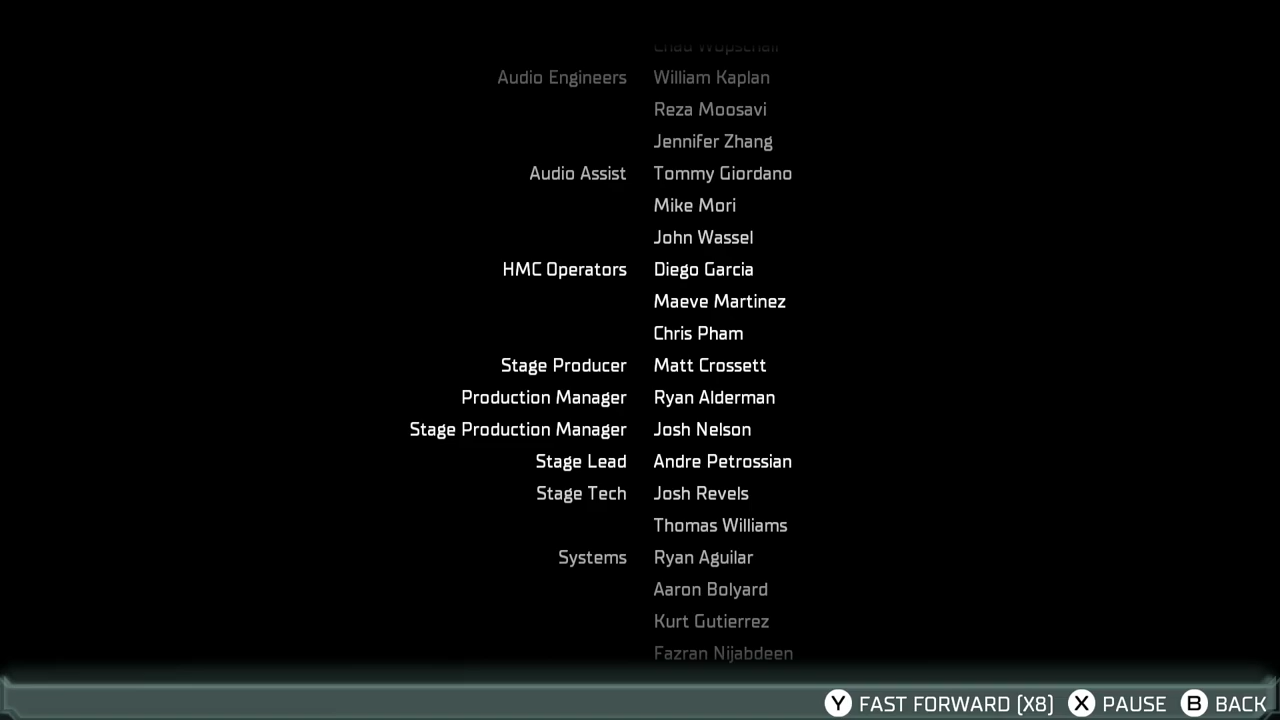 Chad Wupschall
Audio Engineers William Kaplan
Reza Moosavi
Jennifer Zhang
Audio Assist Tommy Giordano
Mike Mori
John Wassel
HMC Operators Diego Garcia
Maeve Martinez
Chris Pham
Stage Producer Matt Crossett
Production Manager Ryan Alderman
Stage Production Manager Josh Nelson
Stage Lead Andre Petrossian
Stage Tech Josh Revels
Thomas Williams
Systems Ryan Aguilar
Aaron Bolyard
Kurt Gutierrez
Fazran Nijabdeen
Y FAST FORWARD [X8] X PAUSE B BACK